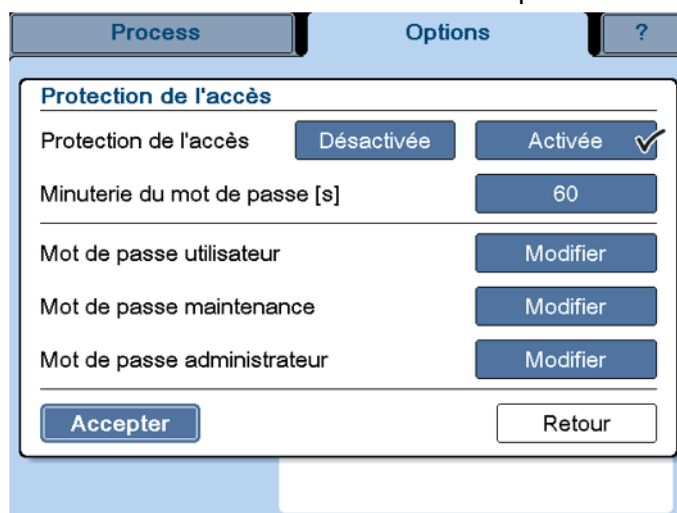 Process Options ?
Protection de l'accès
Protection de l'accès Désactivée Activée
Minuterie du mot de passe [s] 60
Mot de passe utilisateur Modifier
Mot de passe maintenance Modifier
Mot de passe administrateur Modifier
Accepter Retour